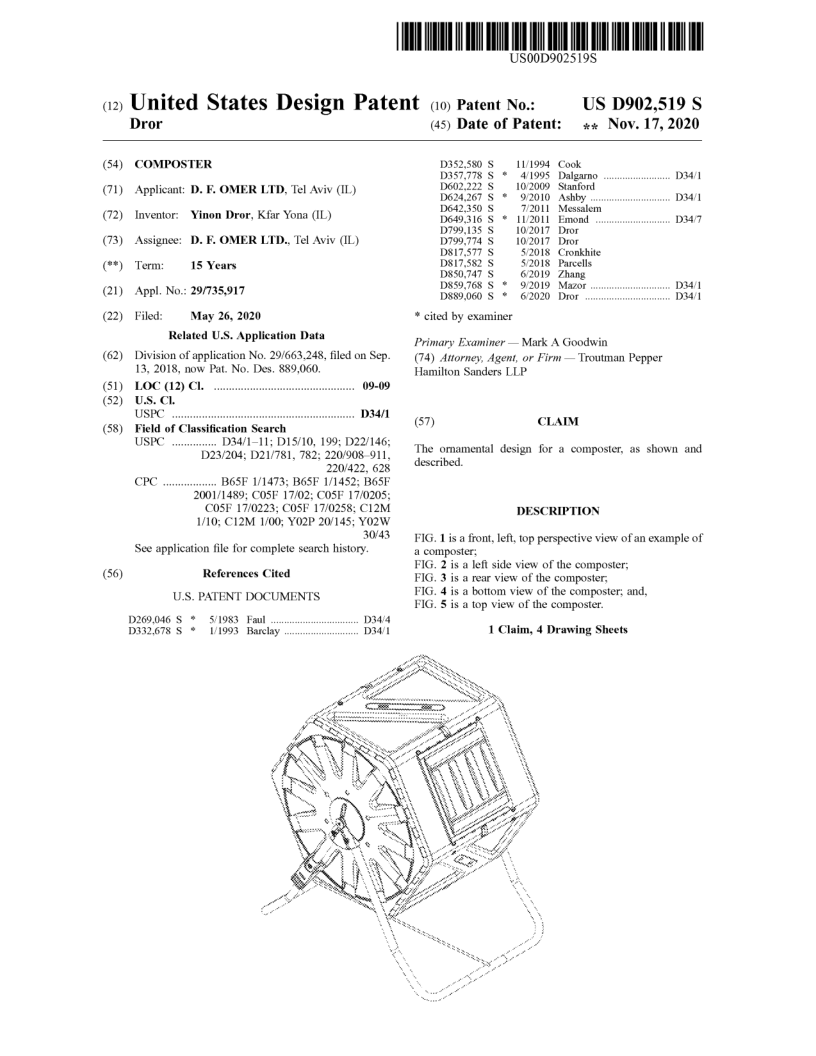 US00D902519S
(12) United States Design Patent
Dror
(10) Patent No.: US D902,519 S
(45) Date of Patent: ** Nov. 17, 2020
(54) COMPOSTER
(71) Applicant: D. F. OMER LTD, Tel Aviv (IL)
(72) Inventor: Yinon Dror, Kfar Yona (IL)
(73) Assignee: D. F. OMER LTD., Tel Aviv (IL)
(**) Term: 15 Years
(21) Appl. No.: 29/735,917
(22) Filed: May 26, 2020
Related U.S. Application Data
(62) Division of application No. 29/663,248, filed on Sep.
13, 2018, now Pat. No. Des. 889,060.
(51) LOC (12) Cl. ............................................... 09-09
(52) U.S. Cl.
USPC ............................................................. D34/1
(58) Field of Classification Search
USPC ............... D34/1–11; D15/10, 199; D22/146;
D23/204; D21/781, 782; 220/908–911,
220/422, 628
CPC .................. B65F 1/1473; B65F 1/1452; B65F
2001/1489; C05F 17/02; C05F 17/0205;
C05F 17/0223; C05F 17/0258; C12M
1/10; C12M 1/00; Y02P 20/145; Y02W
30/43
See application file for complete search history.
(56) References Cited
U.S. PATENT DOCUMENTS
D269,046 S * 5/1983 Faul ................................. D34/4
D332,678 S * 1/1993 Barclay ............................ D34/1
D352,580 S 11/1994 Cook
D357,778 S * 4/1995 Dalgarno ......................... D34/1
D602,222 S 10/2009 Stanford
D624,267 S * 9/2010 Ashby .............................. D34/1
D642,350 S 7/2011 Messalem
D649,316 S * 11/2011 Emond ............................ D34/7
D799,135 S 10/2017 Dror
D799,774 S 10/2017 Dror
D817,577 S 5/2018 Cronkhite
D817,582 S 5/2018 Parcells
D850,747 S 6/2019 Zhang
D859,768 S * 9/2019 Mazor .............................. D34/1
D889,060 S * 6/2020 Dror ................................ D34/1
* cited by examiner
Primary Examiner — Mark A Goodwin
(74) Attorney, Agent, or Firm — Troutman Pepper
Hamilton Sanders LLP
(57) CLAIM
The ornamental design for a composter, as shown and
described.
DESCRIPTION
FIG. 1 is a front, left, top perspective view of an example of
a composter;
FIG. 2 is a left side view of the composter;
FIG. 3 is a rear view of the composter;
FIG. 4 is a bottom view of the composter; and,
FIG. 5 is a top view of the composter.
1 Claim, 4 Drawing Sheets